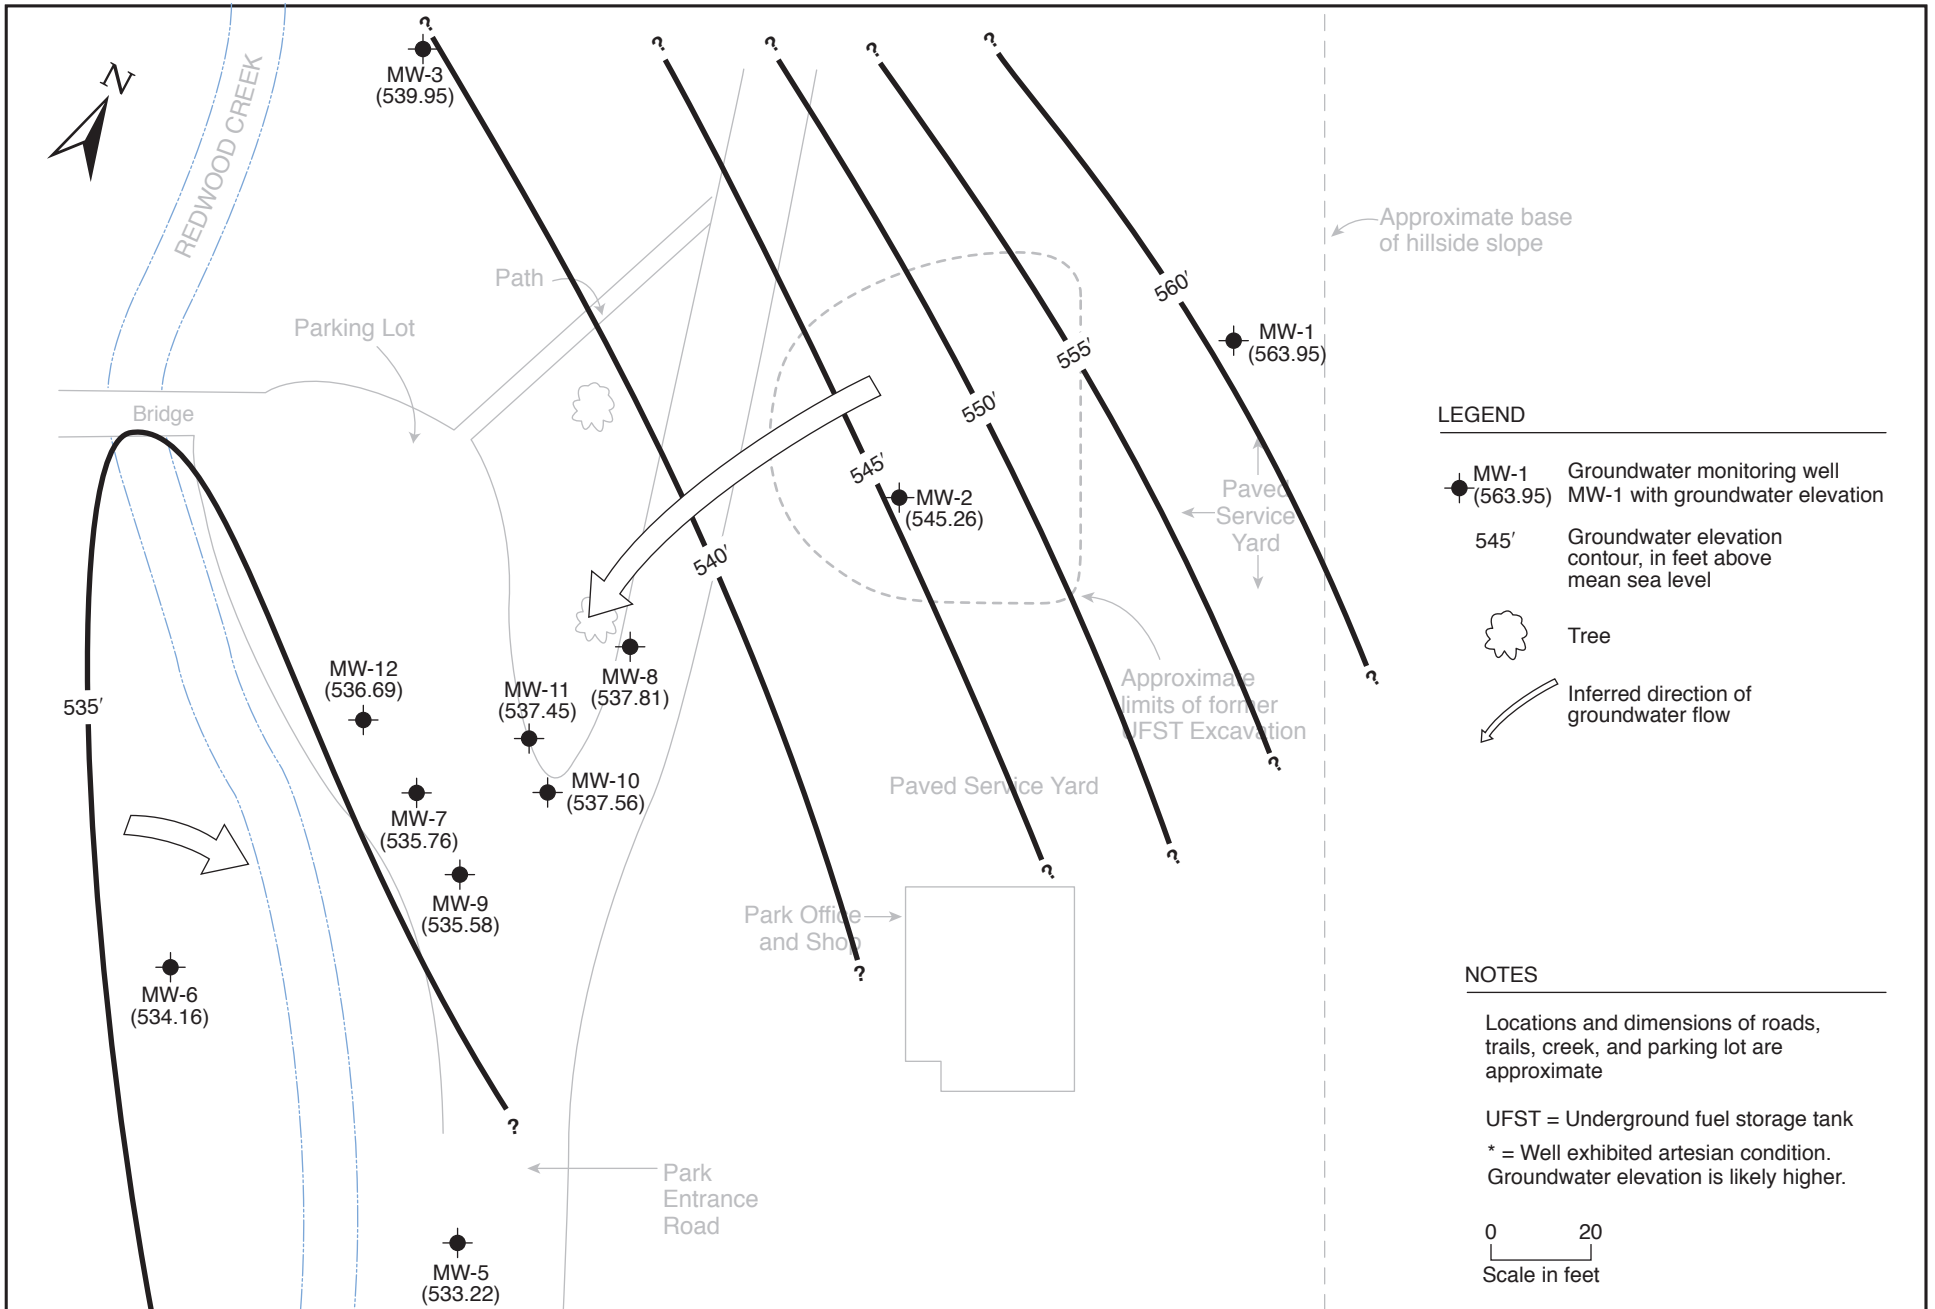 ?
?
?
?
?
N
REDWOOD CREEK
MW-3
(539.95)
Approximate base
of hillside slope
Path
560′
Parking Lot
MW-1
(563.95)
555′
Bridge
550′
545′
MW-2
(545.26)
Paved
Service
Yard
540′
LEGEND
MW-1
(563.95)
Groundwater monitoring well
MW-1 with groundwater elevation
545′
Groundwater elevation
contour, in feet above
mean sea level
Tree
Inferred direction of
groundwater flow
MW-12
(536.69)
MW-11
(537.45)
MW-8
(537.81)
535′
Approximate
limits of former
UFST Excavation
?
?
MW-10
(537.56)
Paved Service Yard
MW-7
(535.76)
?
?
MW-9
(535.58)
Park Office
and Shop
?
MW-6
(534.16)
?
Park
Entrance
Road
MW-5
(533.22)
NOTES
Locations and dimensions of roads,
trails, creek, and parking lot are
approximate
UFST = Underground fuel storage tank
* = Well exhibited artesian condition.
Groundwater elevation is likely higher.
0 20
Scale in feet